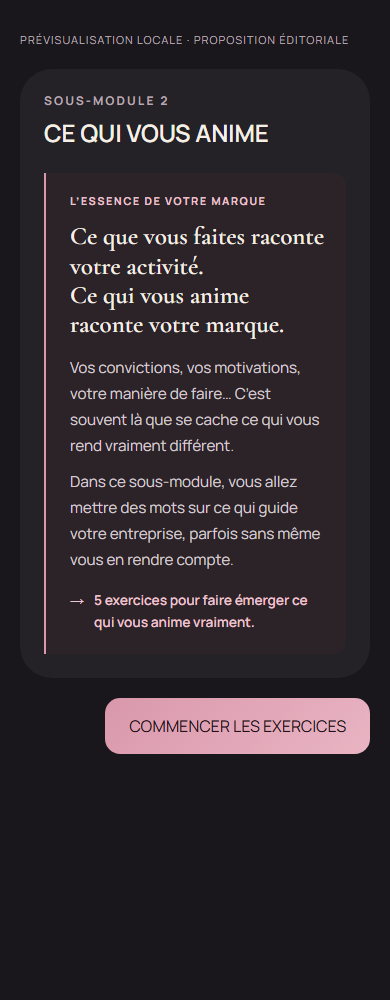 PRÉVISUALISATION LOCALE · PROPOSITION ÉDITORIALE
SOUS-MODULE 2
CE QUI VOUS ANIME
L'ESSENCE DE VOTRE MARQUE
Ce que vous faites raconte
votre activité.
Ce qui vous anime
raconte votre marque.
Vos convictions, vos motivations,
votre manière de faire… C'est
souvent là que se cache ce qui vous
rend vraiment différent.
Dans ce sous-module, vous allez
mettre des mots sur ce qui guide
votre entreprise, parfois sans même
vous en rendre compte.
→ 5 exercices pour faire émerger ce
qui vous anime vraiment.
COMMENCER LES EXERCICES